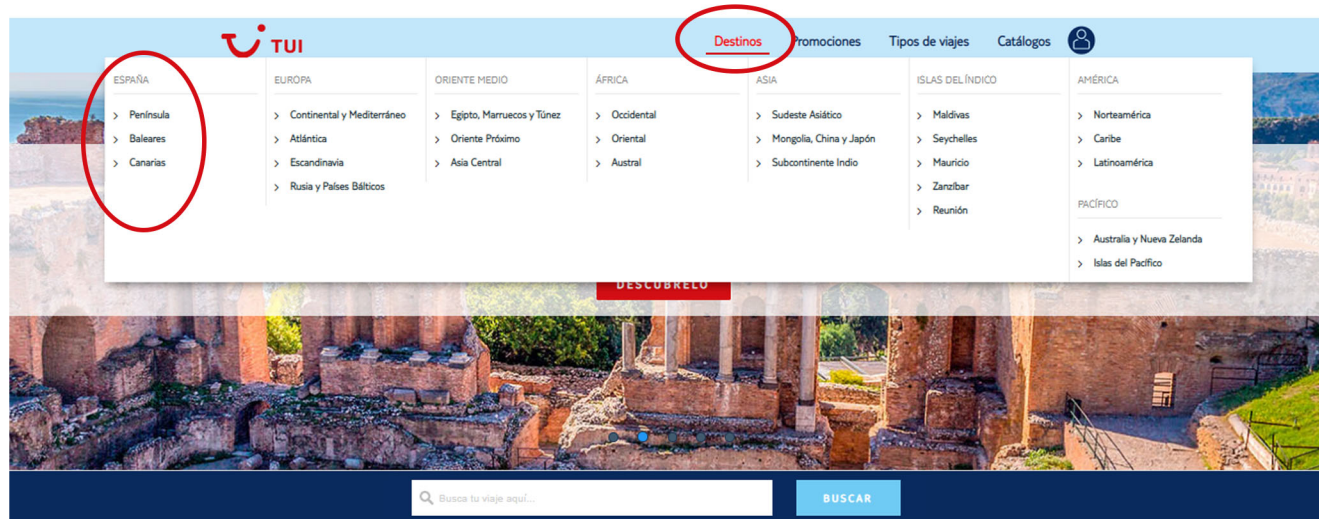 TUI
Destinos
Promociones
Tipos de viajes
Catálogos
ESPAÑA
Península
Baleares
Canarias
EUROPA
Continental y Mediterráneo
Atlántica
Escandinavia
Rusia y Países Bálticos
ORIENTE MEDIO
Egipto, Marruecos y Túnez
Oriente Próximo
Asia Central
ÁFRICA
Occidental
Oriental
Austral
ASIA
Sudeste Asiático
Mongolia, China y Japón
Subcontinente Indio
ISLAS DEL ÍNDICO
Maldivas
Seychelles
Mauricio
Zanzíbar
Reunión
AMÉRICA
Norteamérica
Caribe
Latinoamérica
PACÍFICO
Australia y Nueva Zelanda
Islas del Pacífico
DESCÚBRELO
Busca tu viaje aquí...
BUSCAR